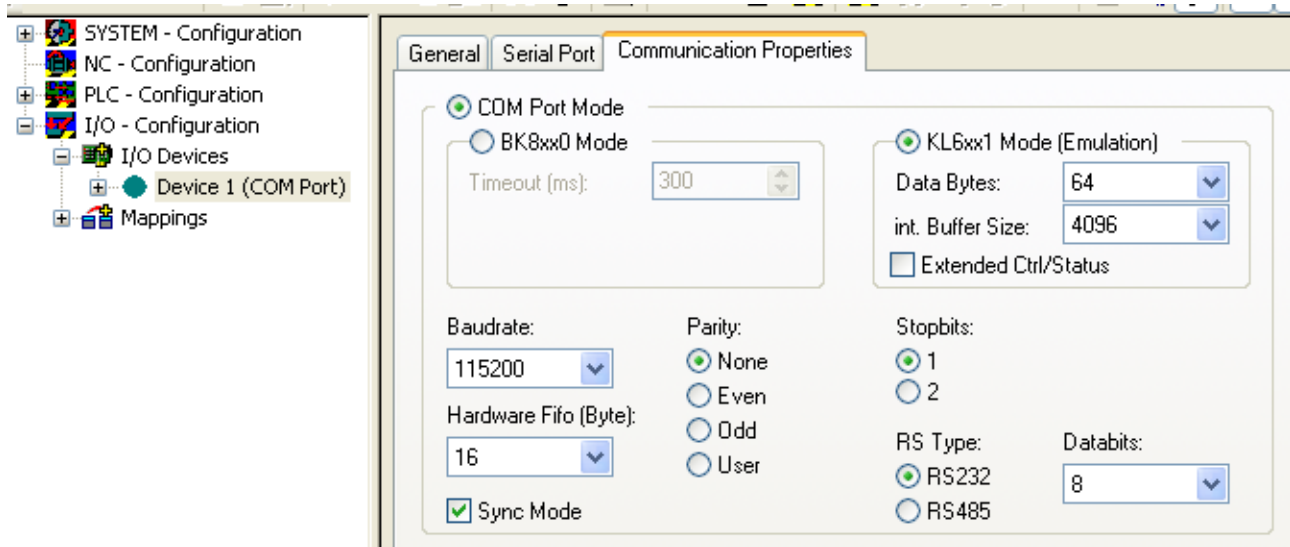 SYSTEM - Configuration
NC - Configuration
PLC - Configuration
I/O - Configuration
I/O Devices
Device 1 (COM Port)
Mappings
General
Serial Port
Communication Properties
COM Port Mode
BK8xx0 Mode
Timeout (ms):
300
KL6xx1 Mode (Emulation)
Data Bytes:
64
int. Buffer Size:
4096
Extended Ctrl/Status
Baudrate:
115200
Hardware Fifo (Byte):
16
Sync Mode
Parity:
None
Even
Odd
User
Stopbits:
1
2
RS Type:
RS232
RS485
Databits:
8